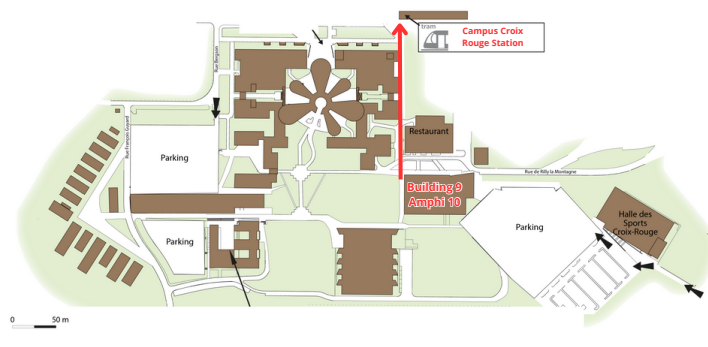 tram
Campus Croix
Rouge Station
Rue Bergson
Rue François Guyard
Restaurant
Parking
Rue de Rilly la Montagne
Building 9
Amphi 10
Halle des
Sports
Croix-Rouge
Parking
Parking
0 50 m